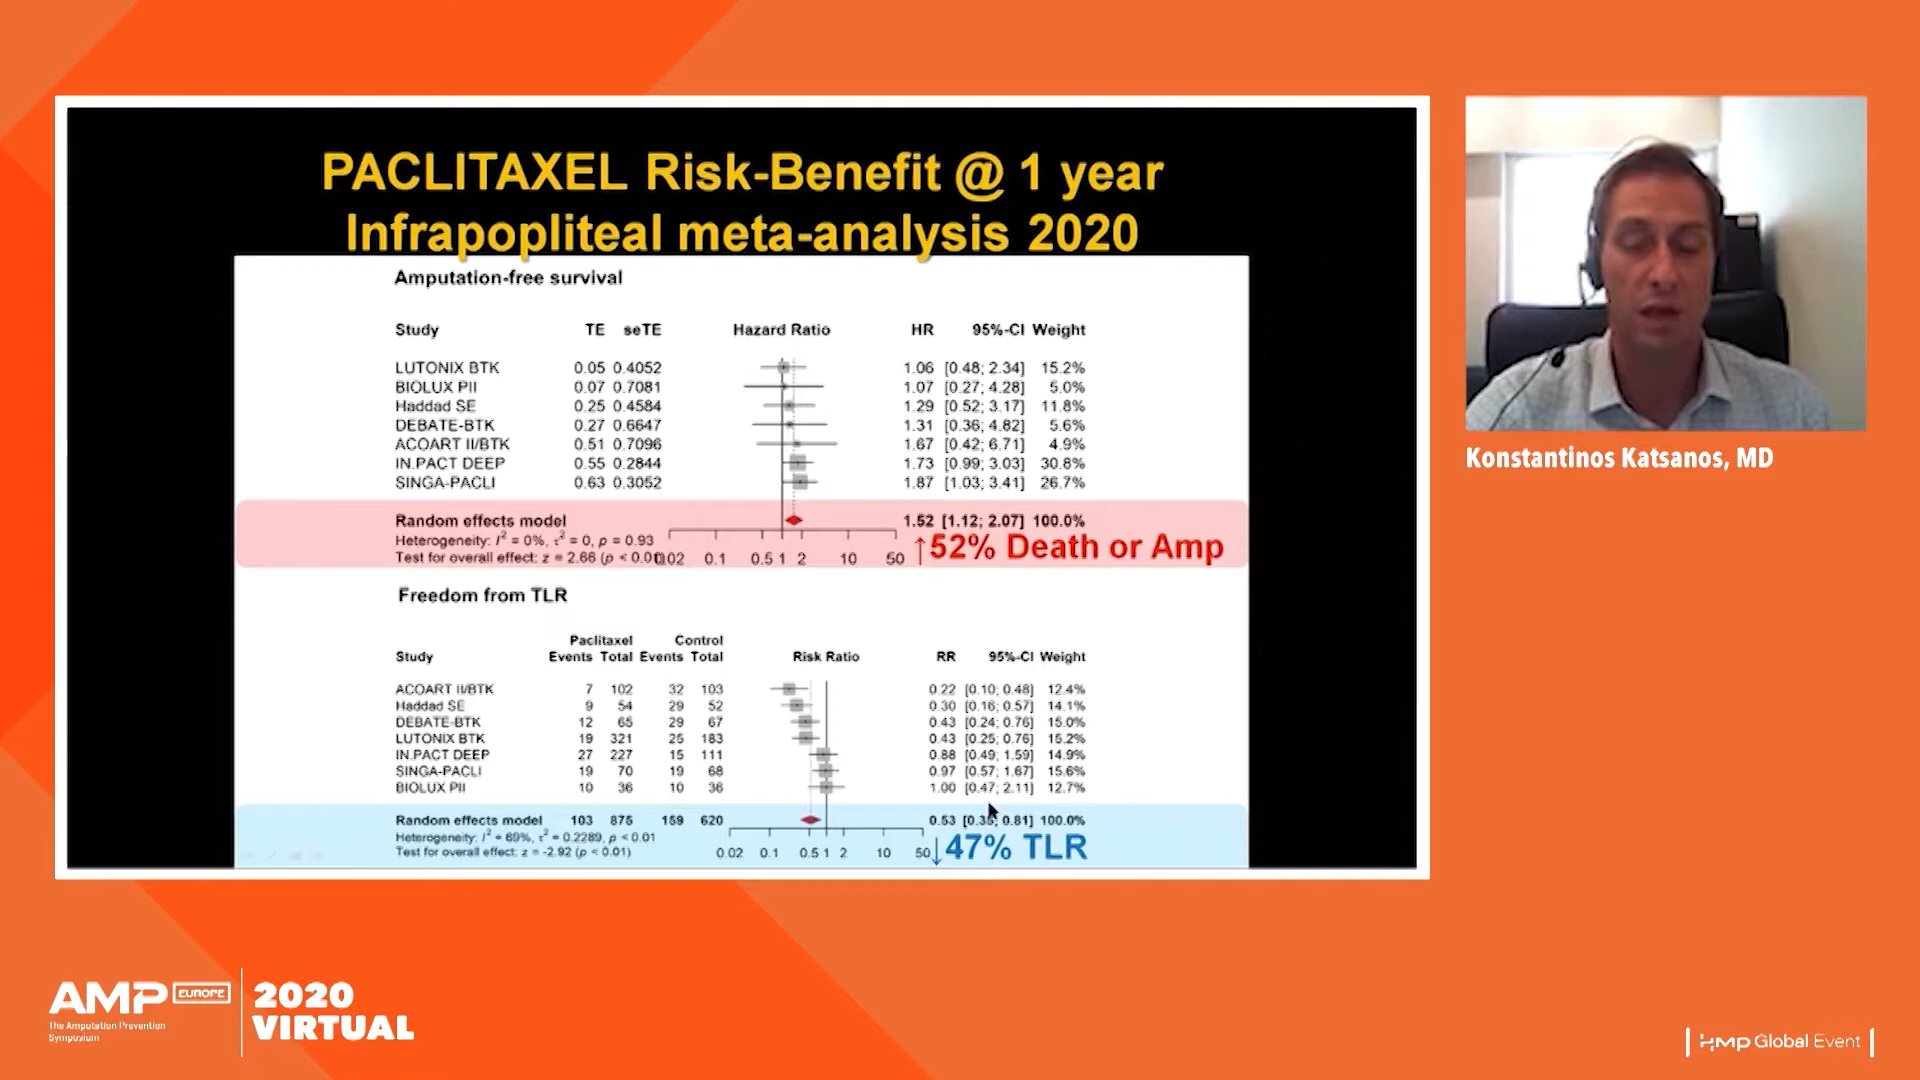 PACLITAXEL Risk-Benefit @ 1 year
Infrapopliteal meta-analysis 2020
Amputation-free survival
Study TE seTE Hazard Ratio HR 95%-CI Weight
LUTONIX BTK 0.05 0.4052 1.06 [0.48; 2.34] 15.2%
BIOLUX PII 0.07 0.7081 1.07 [0.27; 4.28] 5.0%
Haddad SE 0.25 0.4584 1.29 [0.52; 3.17] 11.8%
DEBATE-BTK 0.27 0.6647 1.31 [0.36; 4.82] 5.6%
ACOART II/BTK 0.51 0.7096 1.67 [0.42; 6.71] 4.9%
IN.PACT DEEP 0.55 0.2844 1.73 [0.99; 3.03] 30.8%
SINGA-PACLI 0.63 0.3052 1.87 [1.03; 3.41] 26.7%
Random effects model 1.52 [1.12; 2.07] 100.0%
Heterogeneity: I² = 0%, τ² = 0, p = 0.93
Test for overall effect: z = 2.66 (p < 0.01) 0.02 0.1 0.5 1 2 10 50
↑52% Death or Amp
Freedom from TLR
Paclitaxel Control
Study Events Total Events Total Risk Ratio RR 95%-CI Weight
ACOART II/BTK 7 102 32 103 0.22 [0.10; 0.48] 12.4%
Haddad SE 9 54 29 52 0.30 [0.16; 0.57] 14.1%
DEBATE-BTK 12 65 29 67 0.43 [0.24; 0.76] 15.0%
LUTONIX BTK 19 321 25 183 0.43 [0.25; 0.76] 15.2%
IN.PACT DEEP 27 227 15 111 0.88 [0.49; 1.59] 14.9%
SINGA-PACLI 19 70 19 68 0.97 [0.57; 1.67] 15.6%
BIOLUX PII 10 36 10 36 1.00 [0.47; 2.11] 12.7%
Random effects model 103 875 159 620 0.53 [0.35; 0.81] 100.0%
Heterogeneity: I² = 69%, τ² = 0.2289, p < 0.01
Test for overall effect: z = -2.92 (p < 0.01) 0.02 0.1 0.5 1 2 10 50
↓47% TLR
Konstantinos Katsanos, MD
AMP EUROPE
The Amputation Prevention
Symposium
2020
VIRTUAL
HMP Global Event